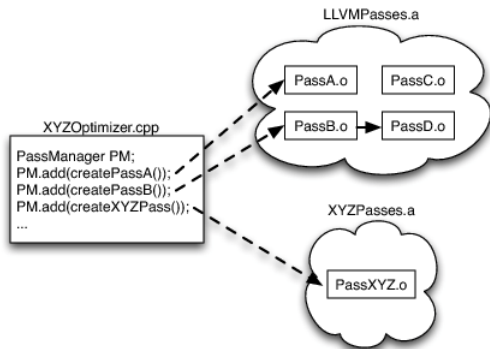 LLVMPasses.a
PassA.o
PassC.o
PassB.o
PassD.o
XYZOptimizer.cpp
PassManager PM;
PM.add(createPassA());
PM.add(createPassB());
PM.add(createXYZPass());
...
XYZPasses.a
PassXYZ.o